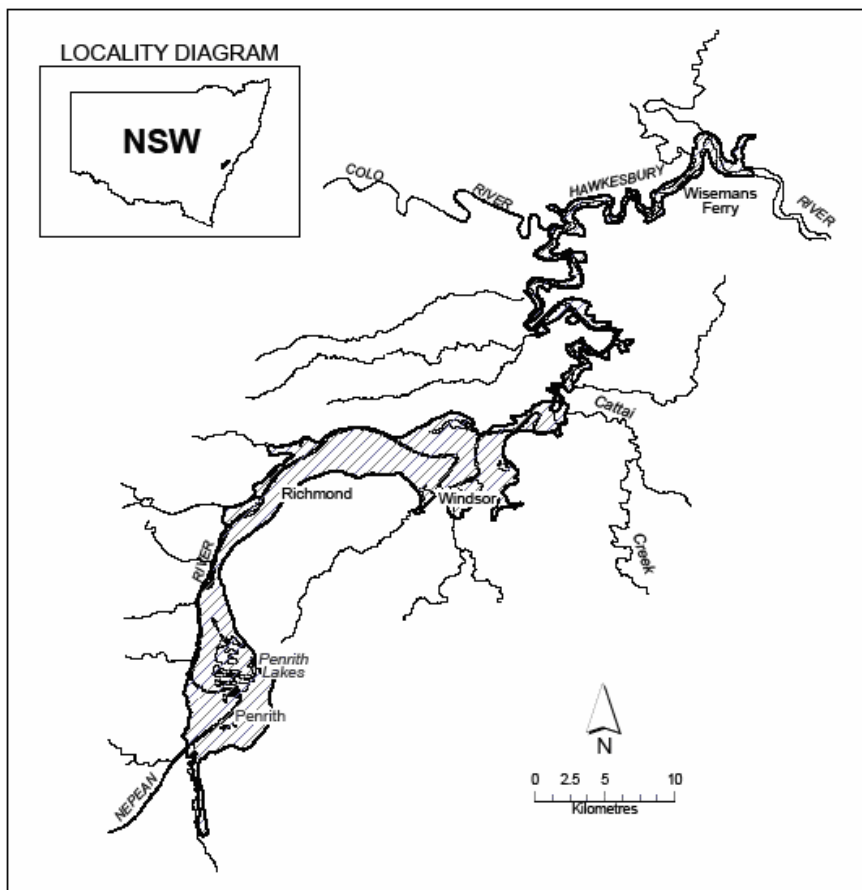 LOCALITY DIAGRAM
NSW
COLO
RIVER
HAWKESBURY
Wisemans
Ferry
RIVER
Cattai
Creek
Richmond
Windsor
RIVER
Penrith
Lakes
Penrith
NEPEAN
N
0 2.5 5 10
Kilometres